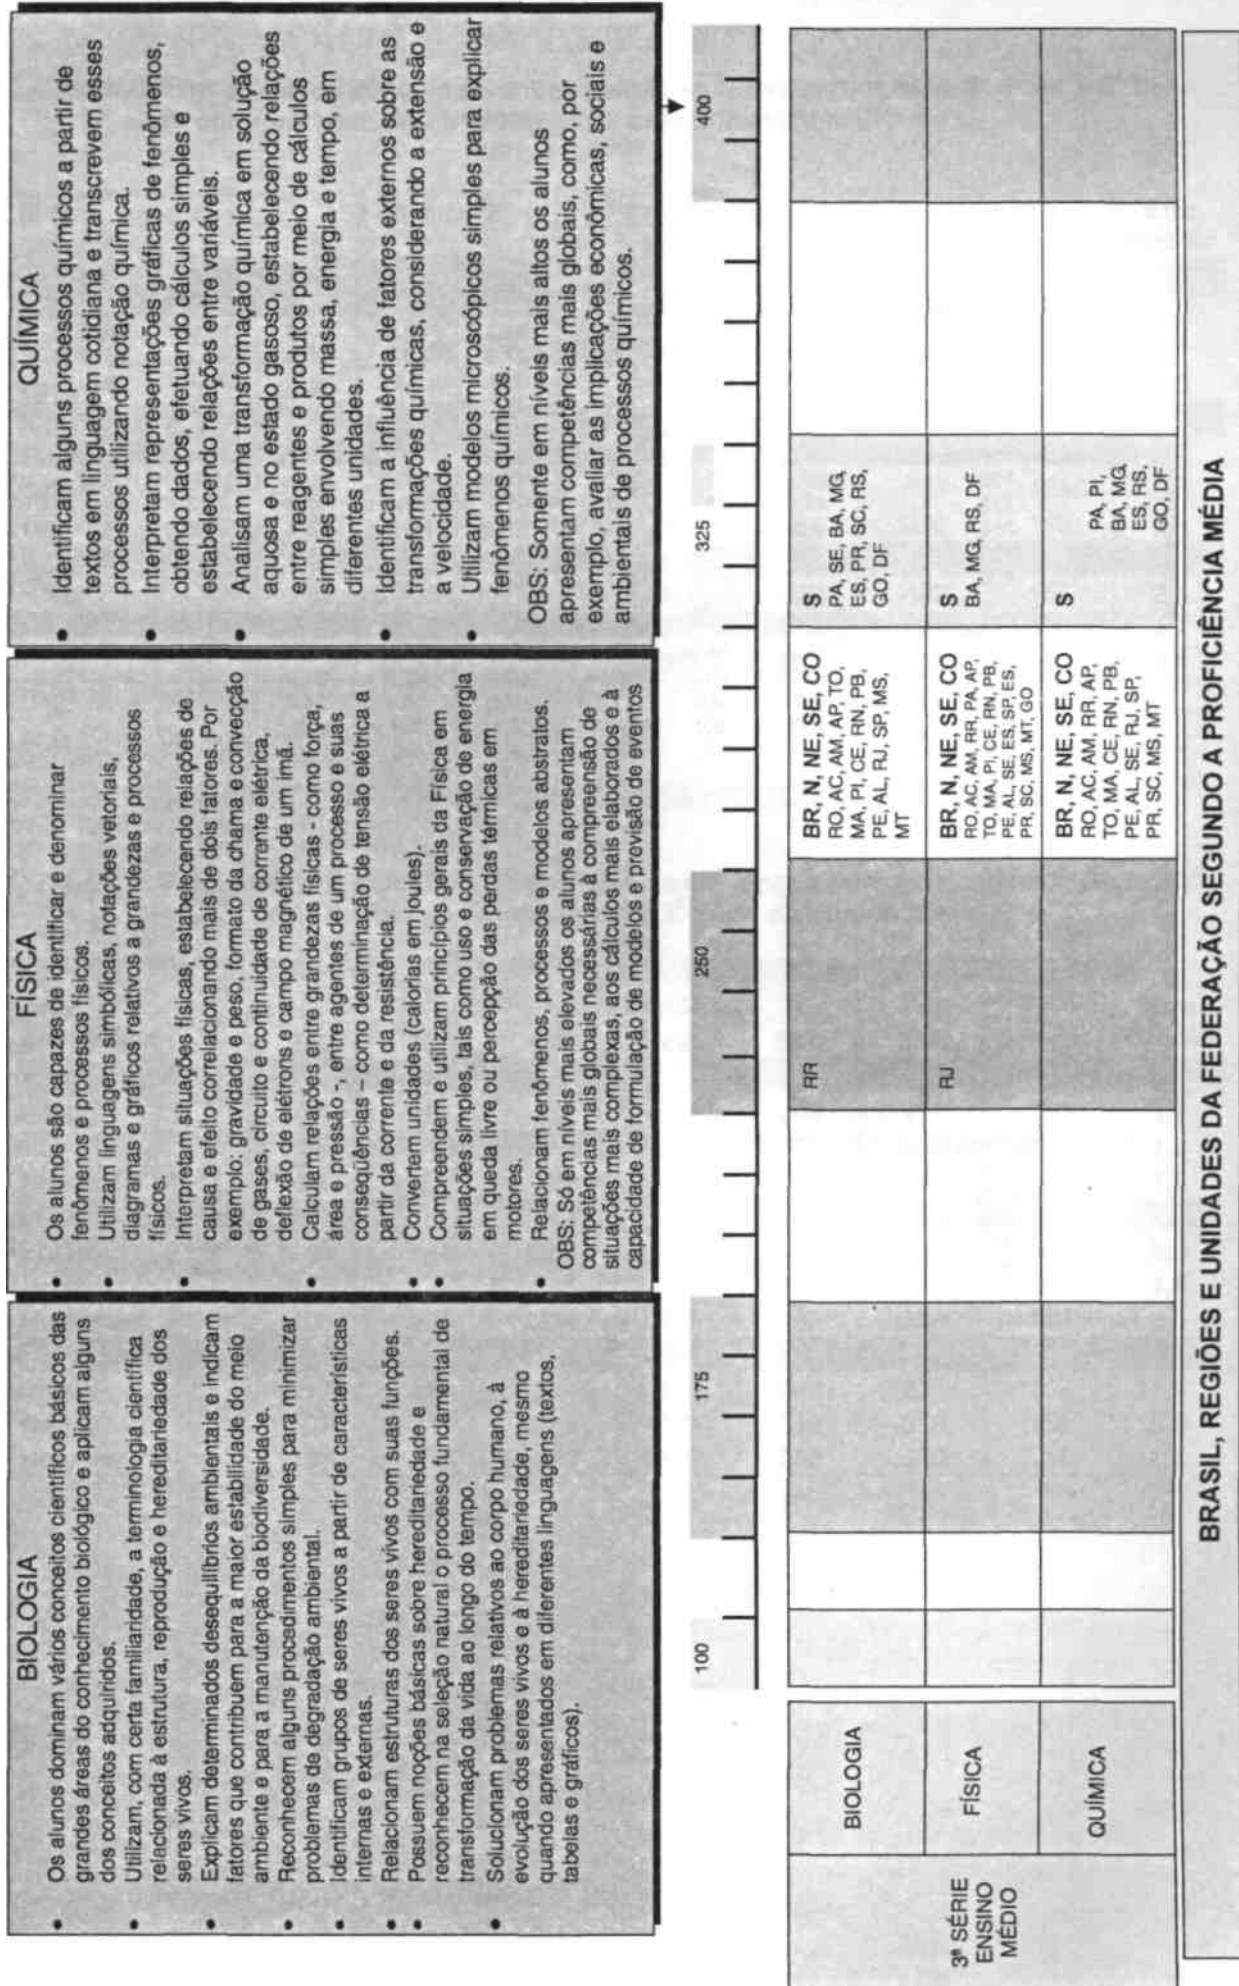 BIOLOGIA
• Os alunos dominam vários conceitos científicos básicos das
grandes áreas do conhecimento biológico e aplicam alguns
dos conceitos adquiridos.
• Utilizam, com certa familiaridade, a terminologia científica
relacionada à estrutura, reprodução e hereditariedade dos
seres vivos.
• Explicam determinados desequilíbrios ambientais e indicam
fatores que contribuem para a maior estabilidade do meio
ambiente e para a manutenção da biodiversidade.
• Reconhecem alguns procedimentos simples para minimizar
problemas de degradação ambiental.
• Identificam grupos de seres vivos a partir de características
internas e externas.
• Relacionam estruturas dos seres vivos com suas funções.
• Possuem noções básicas sobre hereditariedade e
reconhecem na seleção natural o processo fundamental de
transformação da vida ao longo do tempo.
• Solucionam problemas relativos ao corpo humano, à
evolução dos seres vivos e à hereditariedade, mesmo
quando apresentados em diferentes linguagens (textos,
tabelas e gráficos).
FÍSICA
• Os alunos são capazes de identificar e denominar
fenômenos e processos físicos.
• Utilizam linguagens simbólicas, notações vetoriais,
diagramas e gráficos relativos a grandezas e processos
físicos.
• Interpretam situações físicas, estabelecendo relações de
causa e efeito correlacionando mais de dois fatores. Por
exemplo: gravidade e peso, formato da chama e convecção
de gases, circuito e continuidade de corrente elétrica,
deflexão de elétrons e campo magnético de um imã.
• Calculam relações entre grandezas físicas - como força,
área e pressão -, entre agentes de um processo e suas
conseqüências – como determinação de tensão elétrica a
partir da corrente e da resistência.
• Convertem unidades (calorias em joules).
• Compreendem e utilizam princípios gerais da Física em
situações simples, tais como uso e conservação de energia
em queda livre ou percepção das perdas térmicas em
motores.
• Relacionam fenômenos, processos e modelos abstratos.
OBS: Só em níveis mais elevados os alunos apresentam
competências mais globais necessárias à compreensão de
situações mais complexas, aos cálculos mais elaborados e à
capacidade de formulação de modelos e previsão de eventos
QUÍMICA
• Identificam alguns processos químicos a partir de
textos em linguagem cotidiana e transcrevem esses
processos utilizando notação química.
• Interpretam representações gráficas de fenômenos,
obtendo dados, efetuando cálculos simples e
estabelecendo relações entre variáveis.
• Analisam uma transformação química em solução
aquosa e no estado gasoso, estabelecendo relações
entre reagentes e produtos por meio de cálculos
simples envolvendo massa, energia e tempo, em
diferentes unidades.
• Identificam a influência de fatores externos sobre as
transformações químicas, considerando a extensão e
a velocidade.
• Utilizam modelos microscópicos simples para explicar
fenômenos químicos.
OBS: Somente em níveis mais altos os alunos
apresentam competências mais globais, como, por
exemplo, avaliar as implicações econômicas, sociais e
ambientais de processos químicos.
100 175 250 325 400
3ª SÉRIE
ENSINO
MÉDIO
BIOLOGIA
RR
BR, N, NE, SE, CO
RO, AC, AM, AP, TO,
MA, PI, CE, RN, PB,
PE, AL, RJ, SP, MS,
MT
S
PA, SE, BA, MG,
ES, PR, SC, RS,
GO, DF
FÍSICA
RJ
BR, N, NE, SE, CO
RO, AC, AM, RR, PA, AP,
TO, MA, PI, CE, RN, PB,
PE, AL, SE, ES, SP, ES,
PR, SC, MS, MT, GO
S
BA, MG, RS, DF
QUÍMICA
BR, N, NE, SE, CO
RO, AC, AM, RR, AP,
TO, MA, CE, RN, PB,
PE, AL, SE, RJ, SP,
PR, SC, MS, MT
S
PA, PI,
BA, MG,
ES, RS,
GO, DF
BRASIL, REGIÕES E UNIDADES DA FEDERAÇÃO SEGUNDO A PROFICIÊNCIA MÉDIA